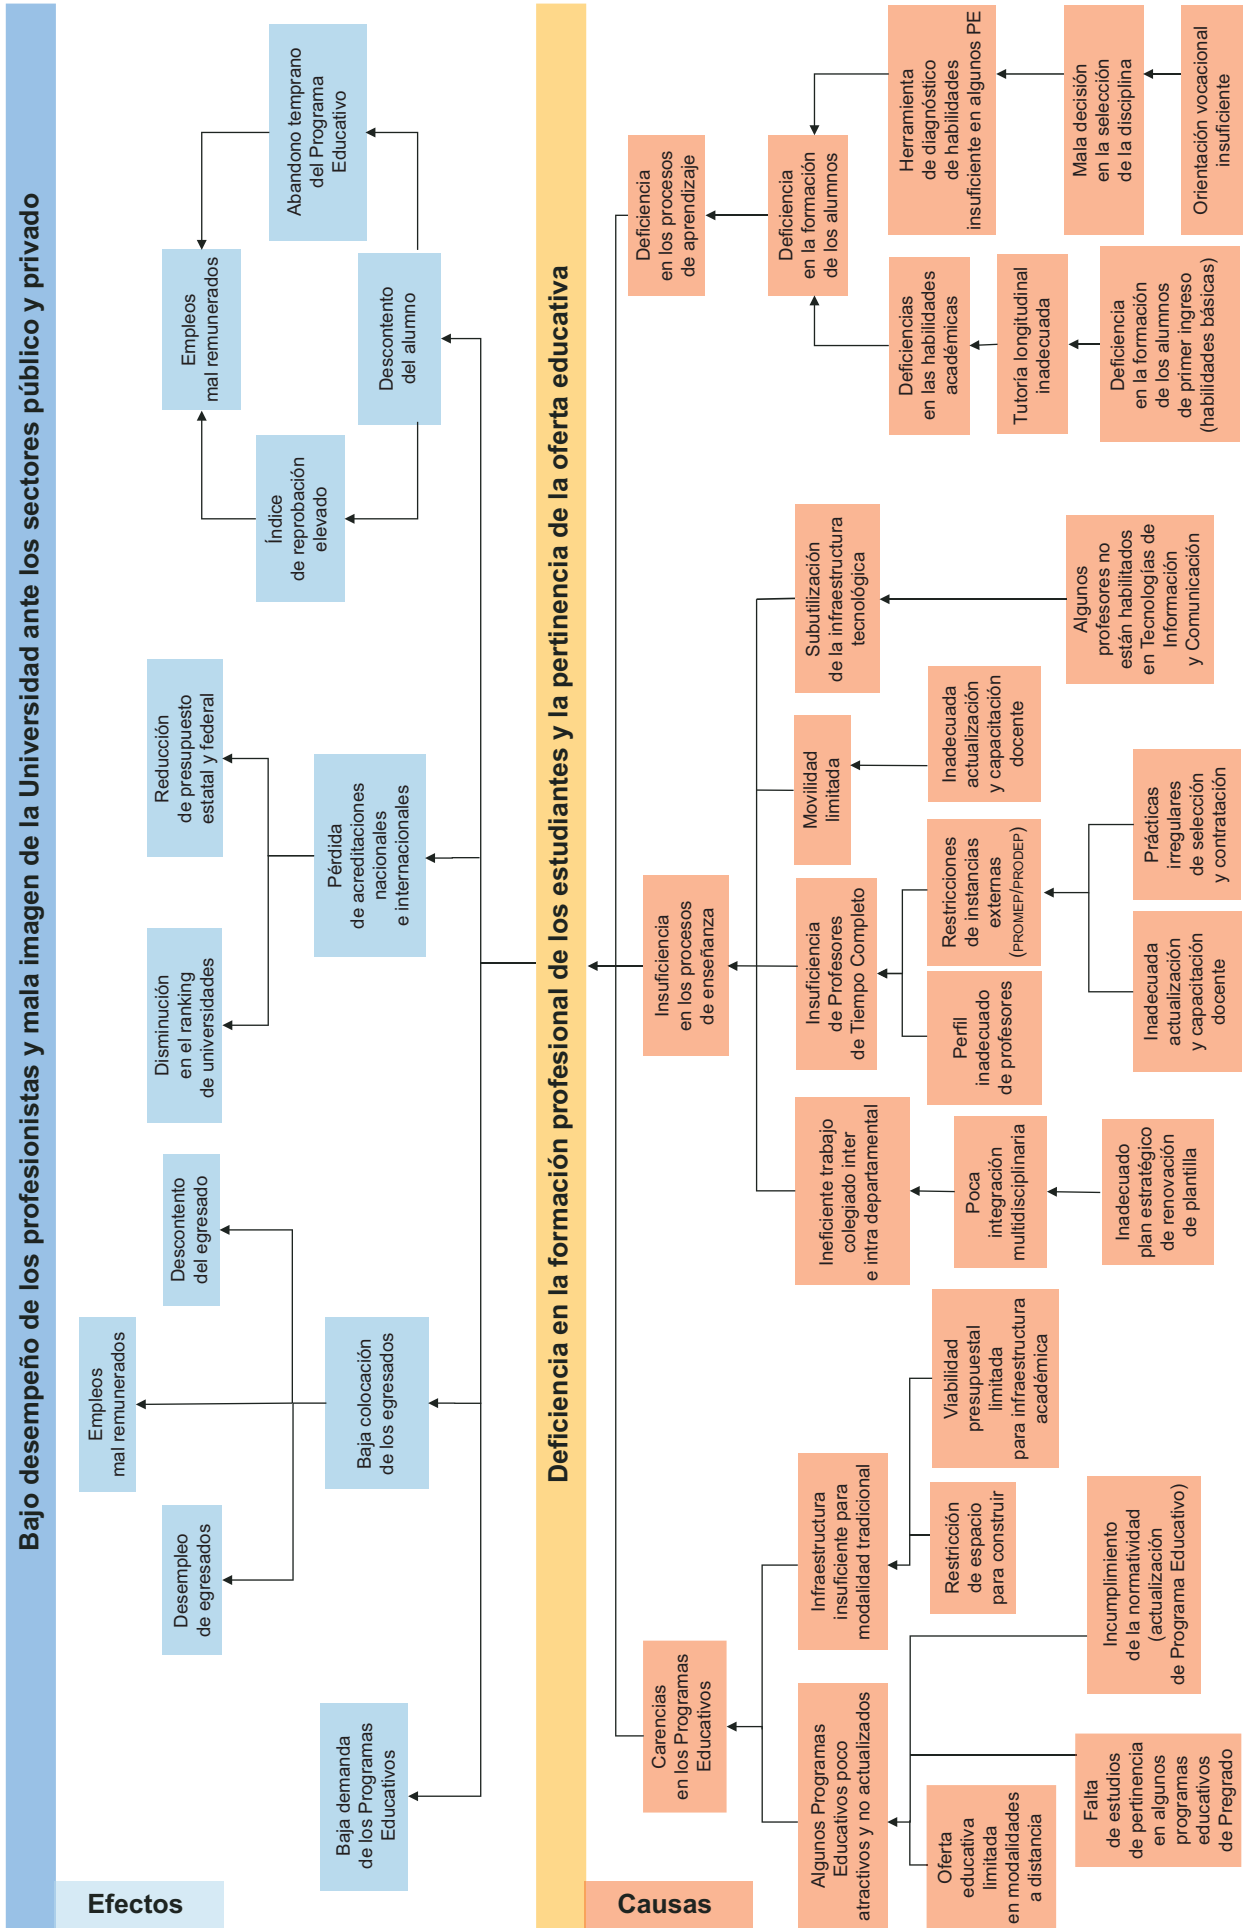 Bajo desempeño de los profesionistas y mala imagen de la Universidad ante los sectores público y privado
Efectos
Empleos
mal remunerados
Desempleo
de egresados
Descontento
del egresado
Disminución
en el ranking
de universidades
Reducción
de presupuesto
estatal y federal
Empleos
mal remunerados
Índice
de reprobación
elevado
Abandono temprano
del Programa
Educativo
Baja demanda
de los Programas
Educativos
Baja colocación
de los egresados
Pérdida
de acreditaciones
nacionales
e internacionales
Descontento
del alumno
Deficiencia en la formación profesional de los estudiantes y la pertinencia de la oferta educativa
Causas
Carencias
en los Programas
Educativos
Insuficiencia
en los procesos
de enseñanza
Deficiencia
en los procesos
de aprendizaje
Algunos Programas
Educativos poco
atractivos y no actualizados
Infraestructura
insuficiente para
modalidad tradicional
Ineficiente trabajo
colegiado inter
e intra departamental
Insuficiencia
de Profesores
de Tiempo Completo
Movilidad
limitada
Subutilización
de la infraestructura
tecnológica
Deficiencia
en la formación
de los alumnos
Oferta
educativa
limitada
en modalidades
a distancia
Restricción
de espacio
para construir
Viabilidad
presupuestal
limitada
para infraestructura
académica
Poca
integración
multidisciplinaria
Perfil
inadecuado
de profesores
Restricciones
de instancias
externas
(PROMEP/PRODEP)
Inadecuada
actualización
y capacitación
docente
Deficiencias
en las habilidades
académicas
Herramienta
de diagnóstico
de habilidades
insuficiente en algunos PE
Tutoría longitudinal
inadecuada
Falta
de estudios
de pertinencia
en algunos
programas
educativos
de Pregrado
Incumplimiento
de la normatividad
(actualización
de Programa Educativo)
Inadecuado
plan estratégico
de renovación
de plantilla
Inadecuada
actualización
y capacitación
docente
Prácticas
irregulares
de selección
y contratación
Algunos
profesores no
están habilitados
en Tecnologías de
Información
y Comunicación
Deficiencia
en la formación
de los alumnos
de primer ingreso
(habilidades básicas)
Mala decisión
en la selección
de la disciplina
Orientación vocacional
insuficiente